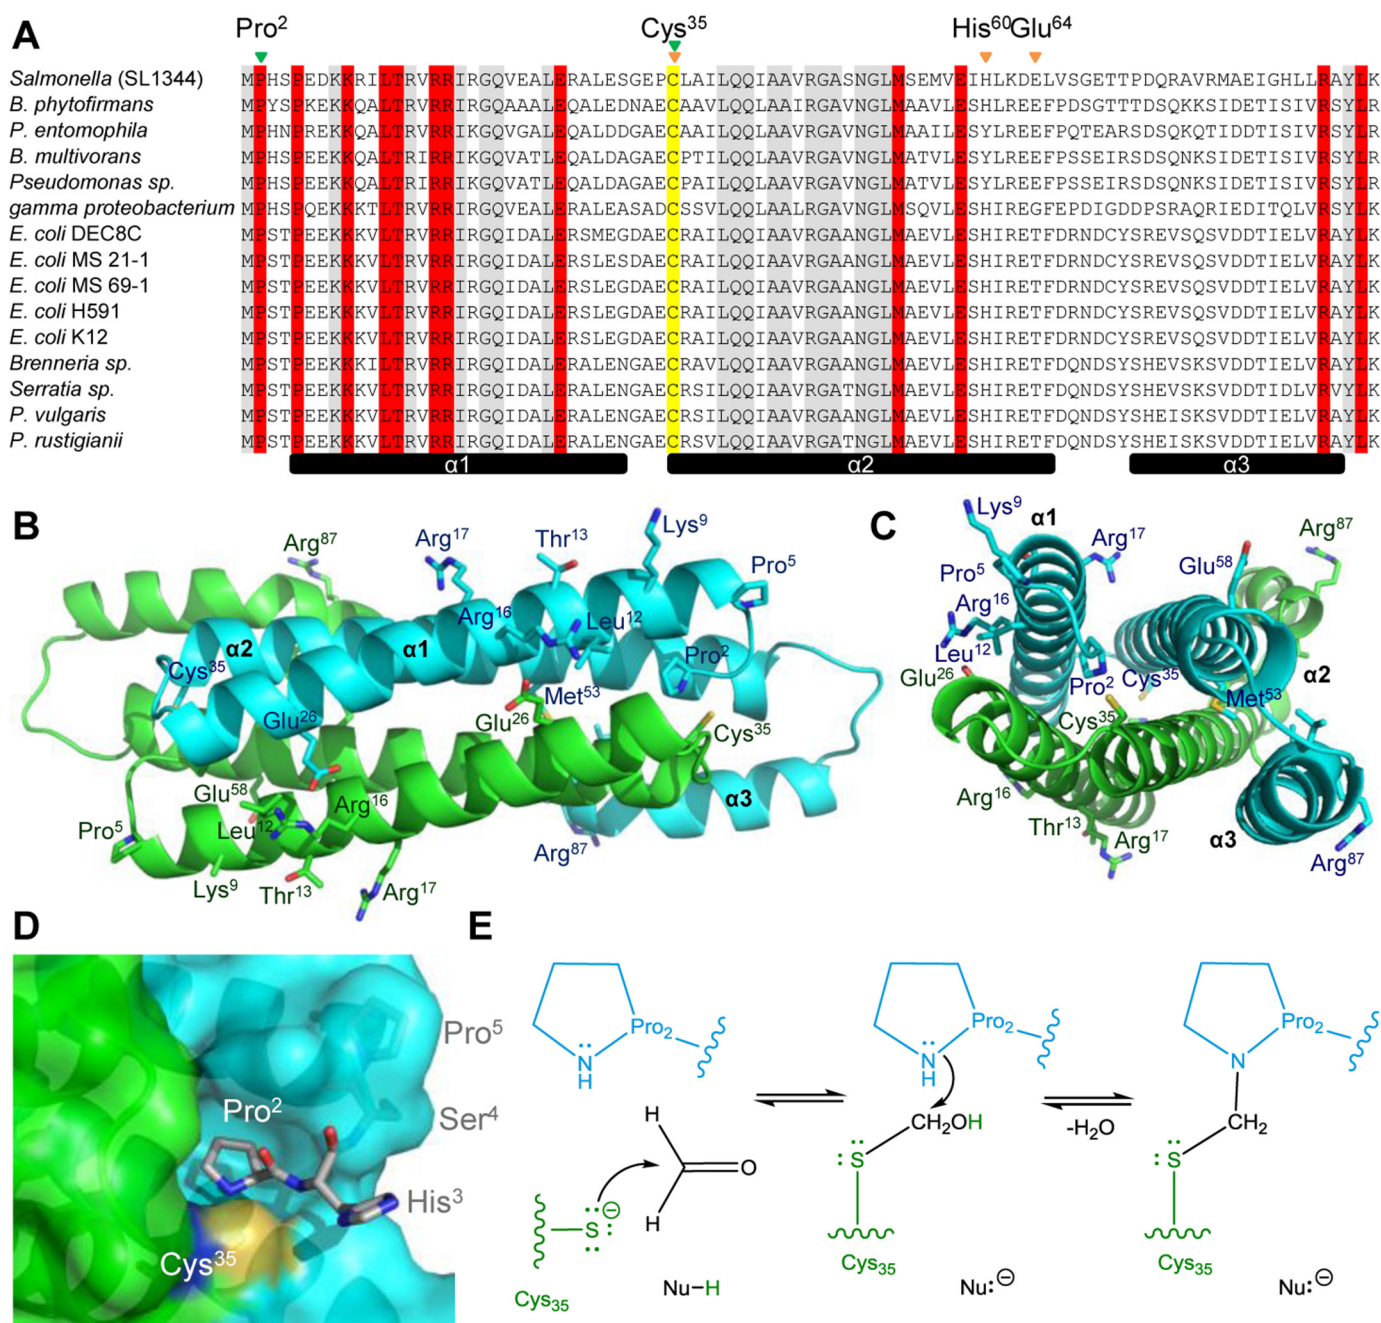 A
Pro2
Cys35
His60Glu64
Salmonella (SL1344) MPHSPEDKKRILTRVRRIRGQVEALERALESGEPCLAILQQIAAVRGASNGLMSEMVEIHLKDELVSGETTPDQRAVRMAEIGHLLRAYLK
B. phytofirmans MPYSPKEKKQALTRVRRIKGQAAALEQALEDNAECAAVLQQLAAIRGAVNGLMAAVLESHLREEFPDSGTTTDSQKKSIDETISIVRSYLR
P. entomophila MPHNPREKKQALTRVRRIKGQVGALEQALDDGAECAAILQQLAAVRGAVNGLMAAILESYLREEFPQTEARSDSQKQTIDDTISIVRSYLR
B. multivorans MPHSPEEKKQALTRIRRIKGQVATLEQALDAGAECPTILQQLAAVRGAVNGLMATVLESYLREEFPSSEIRSDSQNKSIDETISIVRSYLR
Pseudomonas sp. MPHSPEEKKQALTRIRRIKGQVATLEQALDAGAECPAILQQLAAVRGAVNGLMATVLESYLREEFPSSEIRSDSQNKSIDETISIVRSYLR
gamma proteobacterium MPHSPQEKKKTLTRVRRIRGQVEALERALEASADCSSVLQQLAALRGAVNGLMSQVLESHIREGFEPDIGDDPSRAQRIEDITQLVRSYLK
E. coli DEC8C MPSTPEEKKKVLTRVRRIRGQIDALERSMEGDAECRAILQQIAAVRGAANGLMAEVLESHIRETFDRNDCYSREVSQSVDDTIELVRAYLK
E. coli MS 21-1 MPSTPEEKKKVLTRVRRIRGQIDALERSLESDAECRAILQQIAAVRGAANGLMAEVLESHIRETFDRNDCYSREVSQSVDDTIELVRAYLK
E. coli MS 69-1 MPSTPEEKKKVLTRVRRIRGQIDALERSLEGDAECRAILQQIAAVRGAANGLMAEVLESHIRETFDRNDCYSREVSQSVDDTIELVRAYLK
E. coli H591 MPSTPEEKKKVLTRVRRIRGQIDALERSLEGDAECRAILQQIAAVRGAANGLMAEVLESHIRETFDRNDCYSREVSQSVDDTIELVRAYLK
E. coli K12 MPSTPEEKKKVLTRVRRIRGQIDALERSLEGDAECRAILQQIAAVRGAANGLMAEVLESHIRETFDRNDCYSREVSQSVDDTIELVRAYLK
Brenneria sp. MPSTPEEKKKILTRVRRIRGQIDALERALENGAECRAVLQQIAAVRGAANGLMAEVLESHIRETFDRNDCYSHEVSQSVDDTIELVRAYLK
Serratia sp. MPSTPEEKKKVLTRVRRIRGQIDALERALENGAECRSILQQIAAVRGATNGLMAEVLESHIRETFDQNDCYSHEVSKSVDDTIDLVRVYLK
P. vulgaris MPSTPEEKKKVLTRVRRIRGQIDALERALENGAECRSILQQIAAVRGAANGLMAEVLESHIRETFDQNDSYSREVSKSVDDTIELVRAYLK
P. rustigianii MPSTPEEKKKVLTRVRRIRGQIDALERALENGAECRSVLQQIAAVRGATNGLMAEVLESHIRETFDQNDSYSHEISKSVDDTIELVRAYLK
α1
α2
α3
B
Arg87
Arg17
Thr13
Lys9
Pro5
Arg16
Leu12
α2
α1
Cys35
Pro2
Met53
Glu26
Glu26
Cys35
Glu58
Arg16
α3
Pro5
Leu12
Arg87
Lys9
Thr13
Arg17
C
Lys9
α1
Arg17
Arg87
Pro5
Glu58
Arg16
Leu12
Glu26
Pro2
Cys35
α2
Met53
Cys35
Arg16
Thr13
Arg17
α3
Arg87
D
Pro5
Pro2
Ser4
His3
Cys35
E
Pro2
N
H
H
O
H
S
⊖
Cys35
Nu–H
Pro2
N
H
CH2OH
S
Cys35
Nu:⊖
-H2O
Pro2
N
CH2
S
Cys35
Nu:⊖